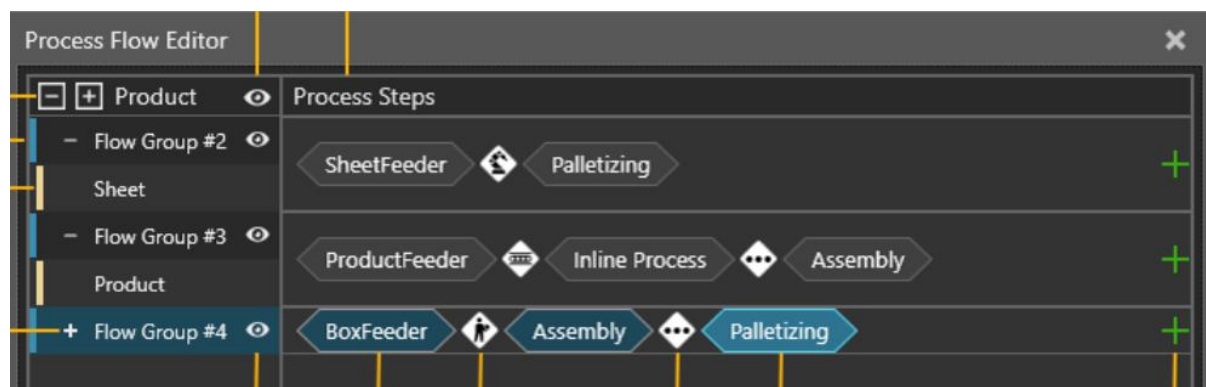 Process Flow Editor
Product Process Steps
Flow Group #2
SheetFeeder Palletizing
Sheet
Flow Group #3
ProductFeeder Inline Process Assembly
Product
Flow Group #4 BoxFeeder Assembly Palletizing